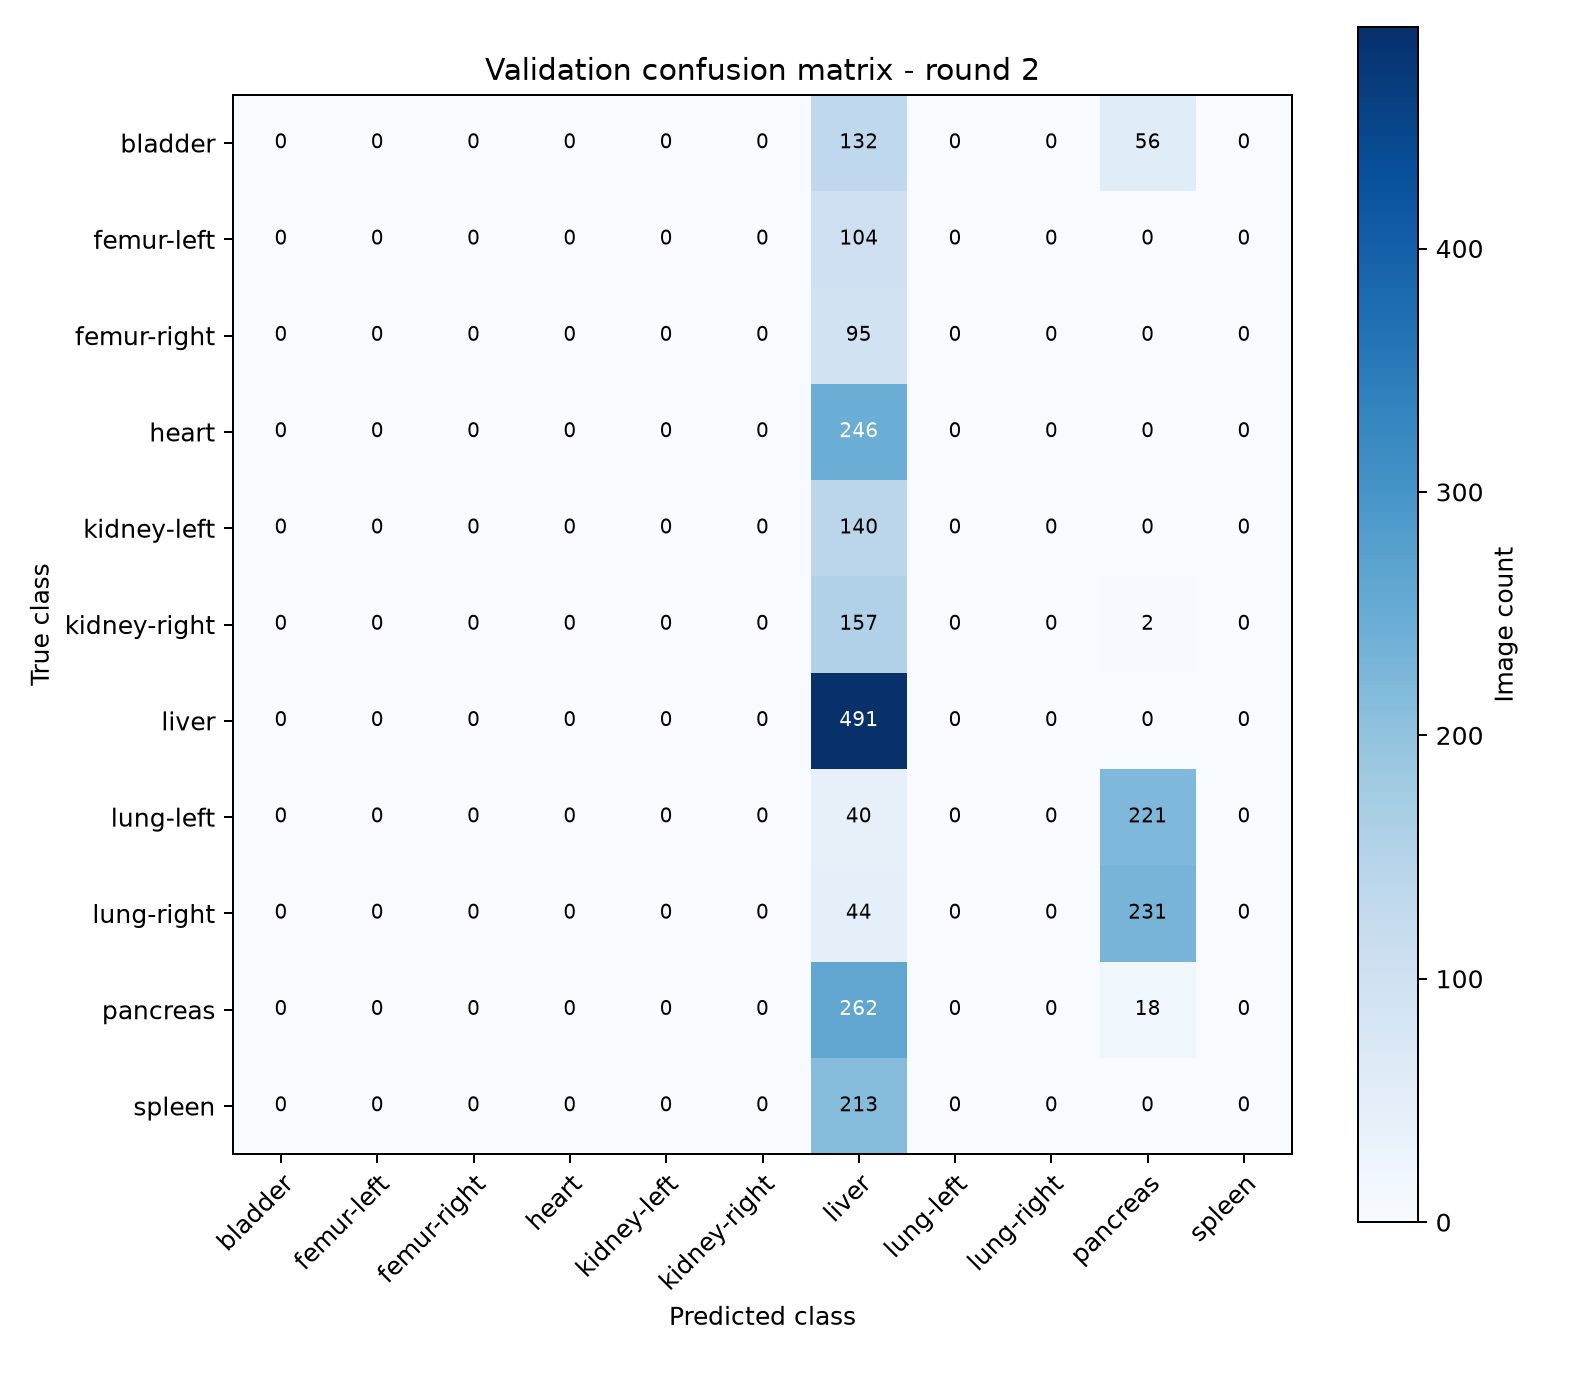 Validation confusion matrix - round 2
bladder 0 0 0 0 0 0 132 0 0 56 0
femur-left 0 0 0 0 0 0 104 0 0 0 0
femur-right 0 0 0 0 0 0 95 0 0 0 0
heart 0 0 0 0 0 0 246 0 0 0 0
kidney-left 0 0 0 0 0 0 140 0 0 0 0
kidney-right 0 0 0 0 0 0 157 0 0 2 0
liver 0 0 0 0 0 0 491 0 0 0 0
lung-left 0 0 0 0 0 0 40 0 0 221 0
lung-right 0 0 0 0 0 0 44 0 0 231 0
pancreas 0 0 0 0 0 0 262 0 0 18 0
spleen 0 0 0 0 0 0 213 0 0 0 0
bladder femur-left femur-right heart kidney-left kidney-right liver lung-left lung-right pancreas spleen
Predicted class
True class
400
300
200
100
0
Image count